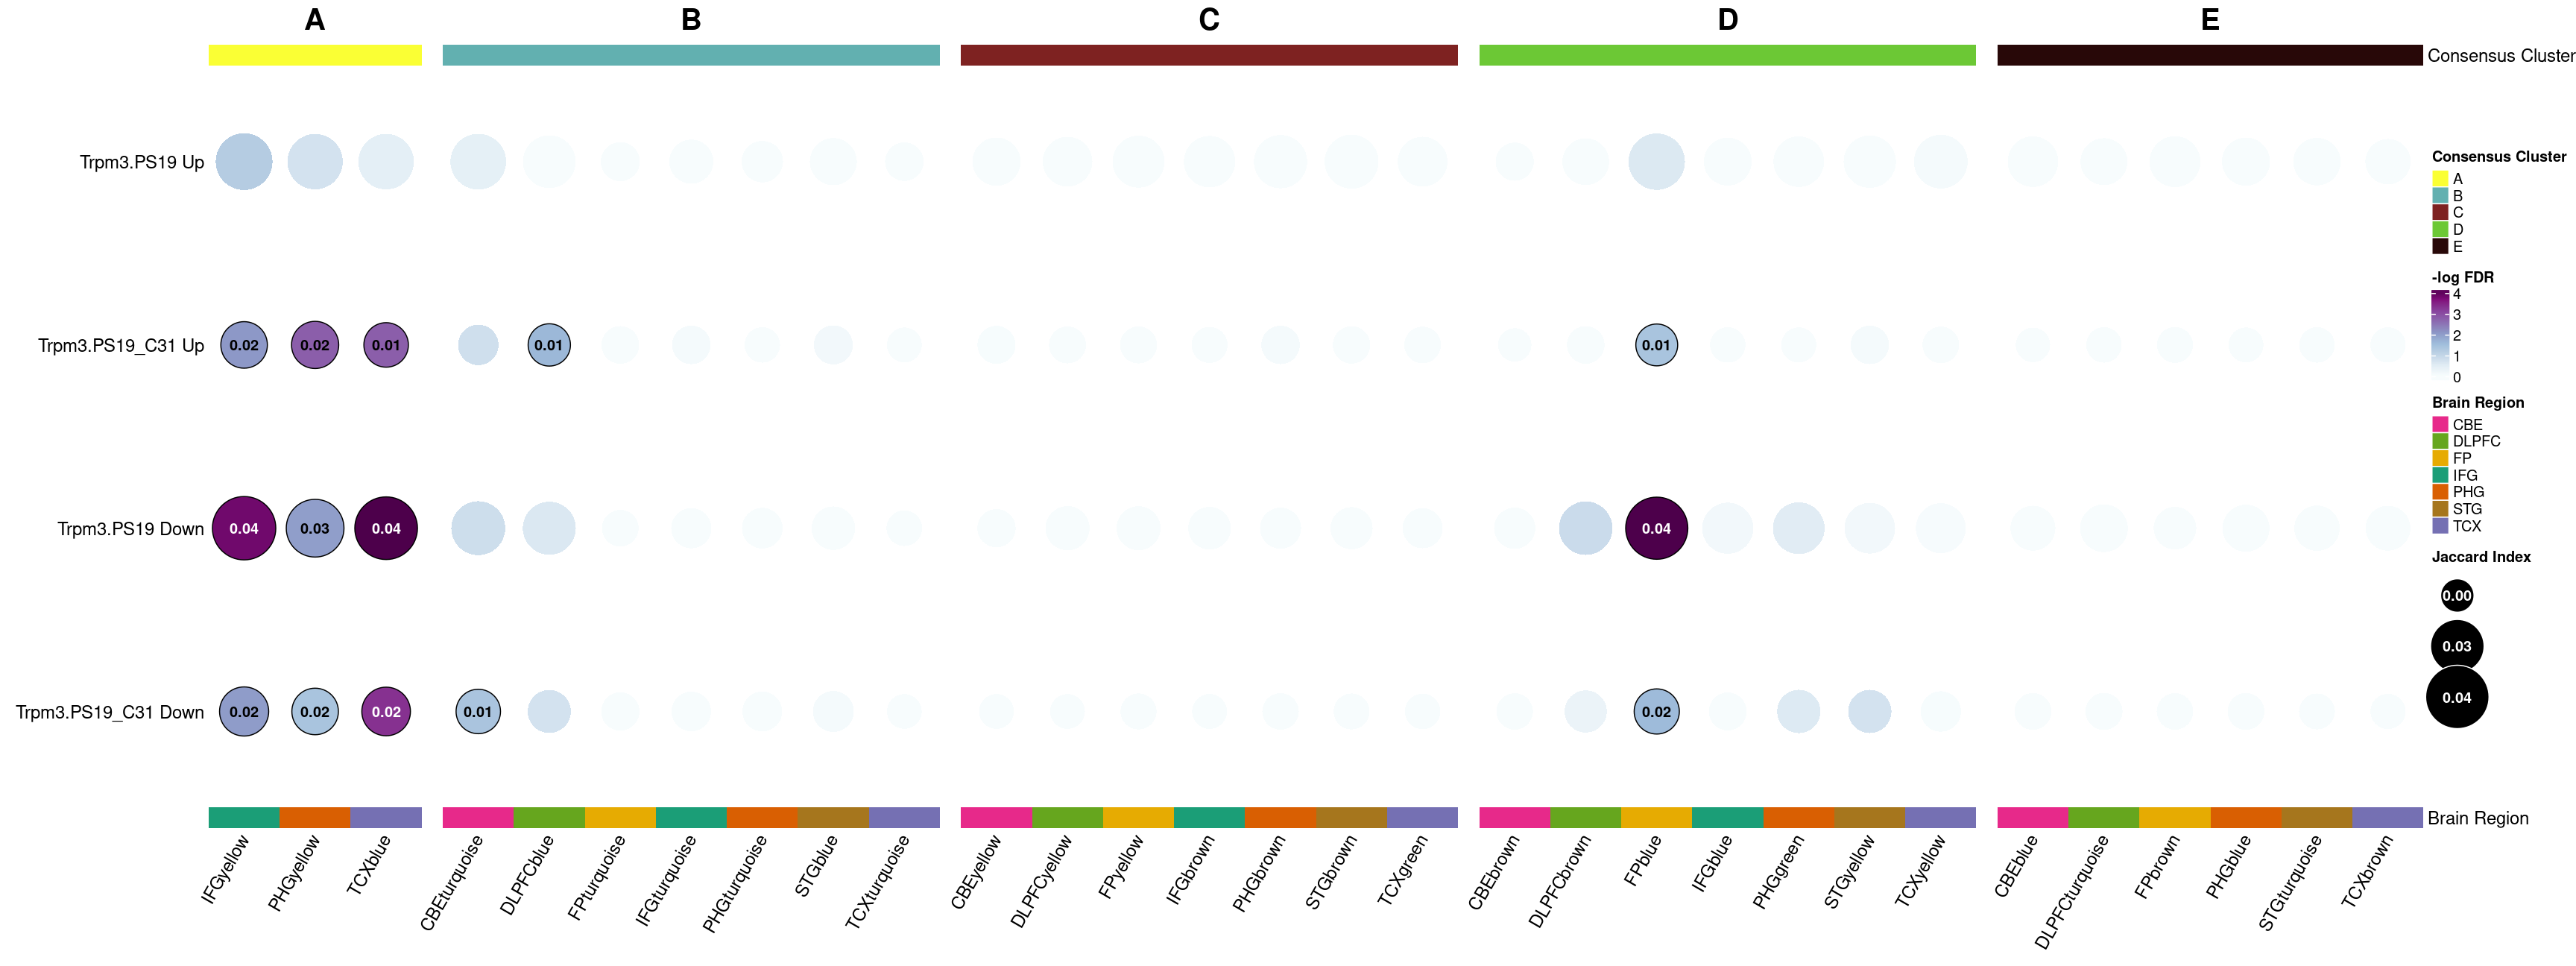 A B C D E
Consensus Cluster
Trpm3.PS19 Up
Trpm3.PS19_C31 Up 0.02 0.02 0.01 0.01 0.01
Trpm3.PS19 Down 0.04 0.03 0.04 0.04
Trpm3.PS19_C31 Down 0.02 0.02 0.02 0.01 0.02
Brain Region
IFGyellow
PHGyellow
TCXblue
CBEturquoise
DLPFCblue
FPturquoise
IFGturquoise
PHGturquoise
STGblue
TCXturquoise
CBEyellow
DLPFCyellow
FPyellow
IFGbrown
PHGbrown
STGbrown
TCXgreen
CBEbrown
DLPFCbrown
FPblue
IFGblue
PHGgreen
STGyellow
TCXyellow
CBEblue
DLPFCturquoise
FPbrown
PHGblue
STGturquoise
TCXbrown
Consensus Cluster
A
B
C
D
E
-log FDR
4
3
2
1
0
Brain Region
CBE
DLPFC
FP
IFG
PHG
STG
TCX
Jaccard Index
0.00
0.03
0.04